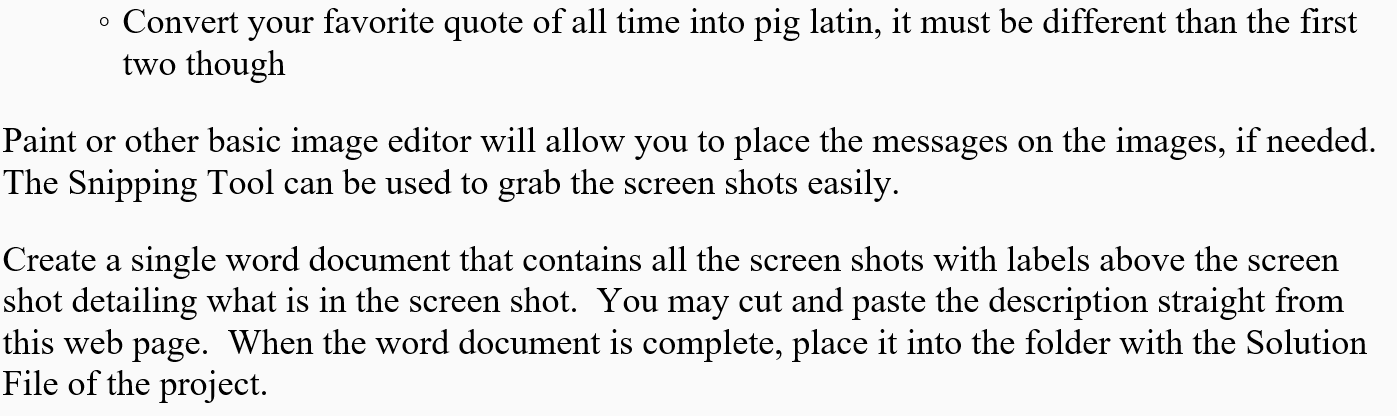 ◦ Convert your favorite quote of all time into pig latin, it must be different than the first
two though
Paint or other basic image editor will allow you to place the messages on the images, if needed.
The Snipping Tool can be used to grab the screen shots easily.
Create a single word document that contains all the screen shots with labels above the screen
shot detailing what is in the screen shot.  You may cut and paste the description straight from
this web page.  When the word document is complete, place it into the folder with the Solution
File of the project.